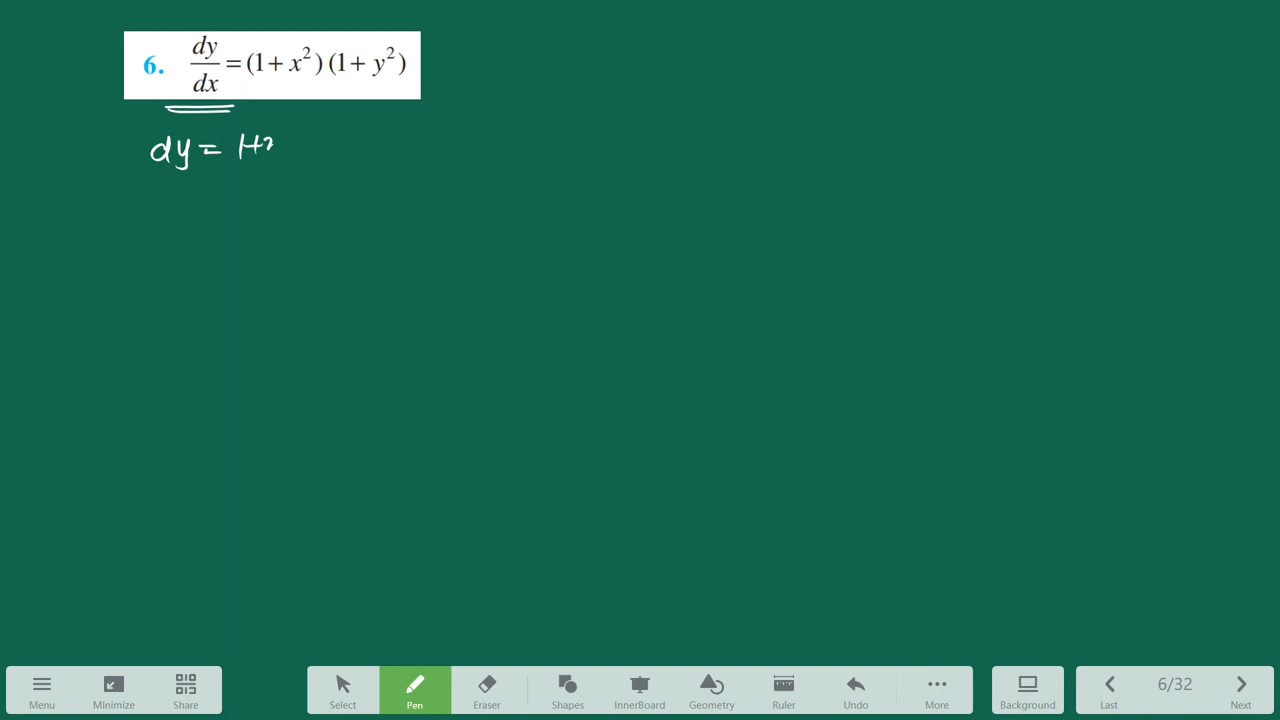 6. dy/dx = (1 + x²) (1 + y²)
dy = 1+
Menu Minimize Share Select Pen Eraser Shapes InnerBoard Geometry Ruler Undo More Background Last 6/32 Next